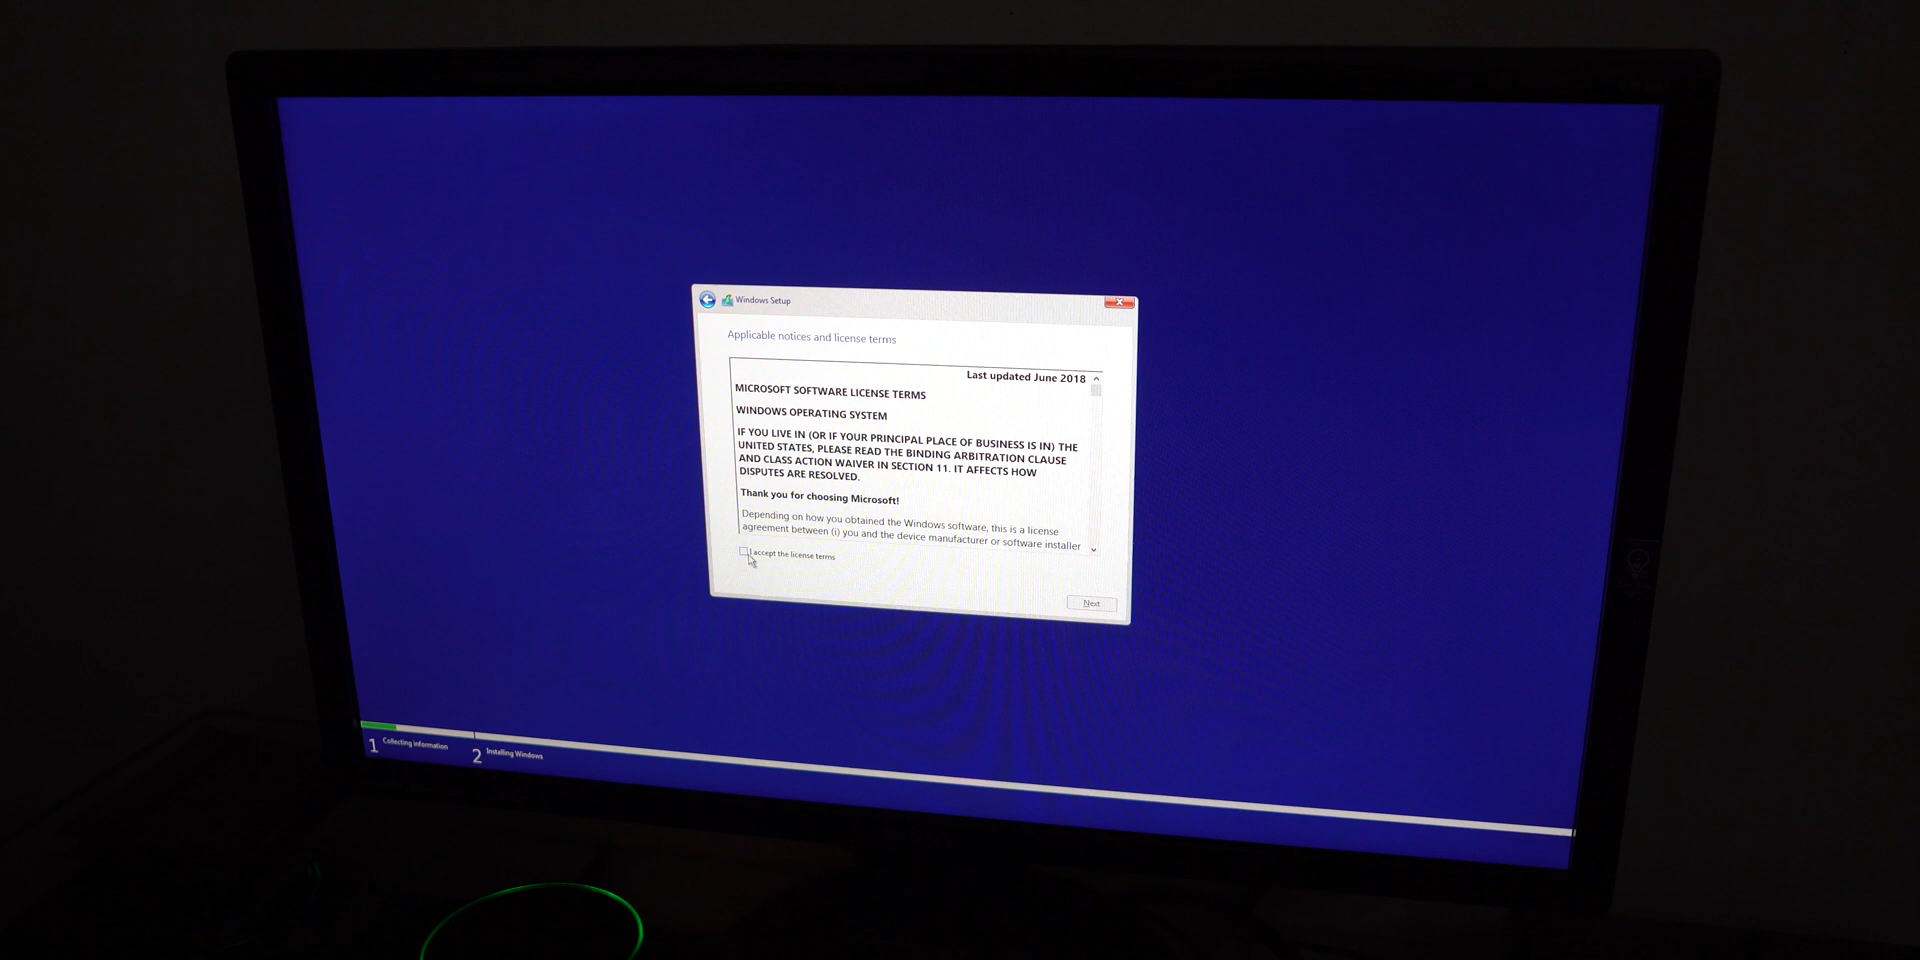 Windows Setup
Applicable notices and license terms
Last updated June 2018
MICROSOFT SOFTWARE LICENSE TERMS
WINDOWS OPERATING SYSTEM
IF YOU LIVE IN (OR IF YOUR PRINCIPAL PLACE OF BUSINESS IS IN) THE
UNITED STATES, PLEASE READ THE BINDING ARBITRATION CLAUSE
AND CLASS ACTION WAIVER IN SECTION 11. IT AFFECTS HOW
DISPUTES ARE RESOLVED.
Thank you for choosing Microsoft!
Depending on how you obtained the Windows software, this is a license
agreement between (i) you and the device manufacturer or software installer
I accept the license terms
Next
1 Collecting information
2 Installing Windows